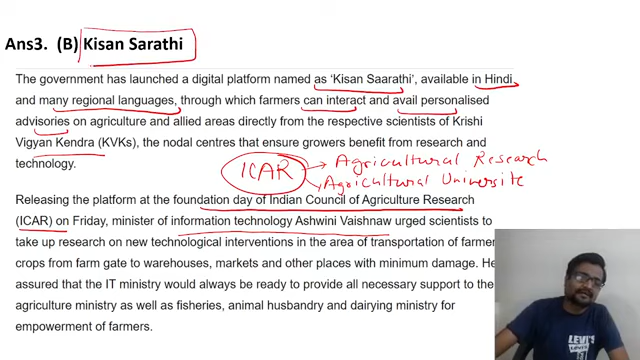 Ans3. (B) Kisan Sarathi
The government has launched a digital platform named as 'Kisan Saarathi', available in Hindi
and many regional languages, through which farmers can interact and avail personalised
advisories on agriculture and allied areas directly from the respective scientists of Krishi
Vigyan Kendra (KVKs), the nodal centres that ensure growers benefit from research and
technology.
ICAR → Agricultural Research
Agricultural Universite
Releasing the platform at the foundation day of Indian Council of Agriculture Research
(ICAR) on Friday, minister of information technology Ashwini Vaishnaw urged scientists to
take up research on new technological interventions in the area of transportation of farmer
crops from farm gate to warehouses, markets and other places with minimum damage. He
assured that the IT ministry would always be ready to provide all necessary support to the
agriculture ministry as well as fisheries, animal husbandry and dairying ministry for
empowerment of farmers.
LEVI'S